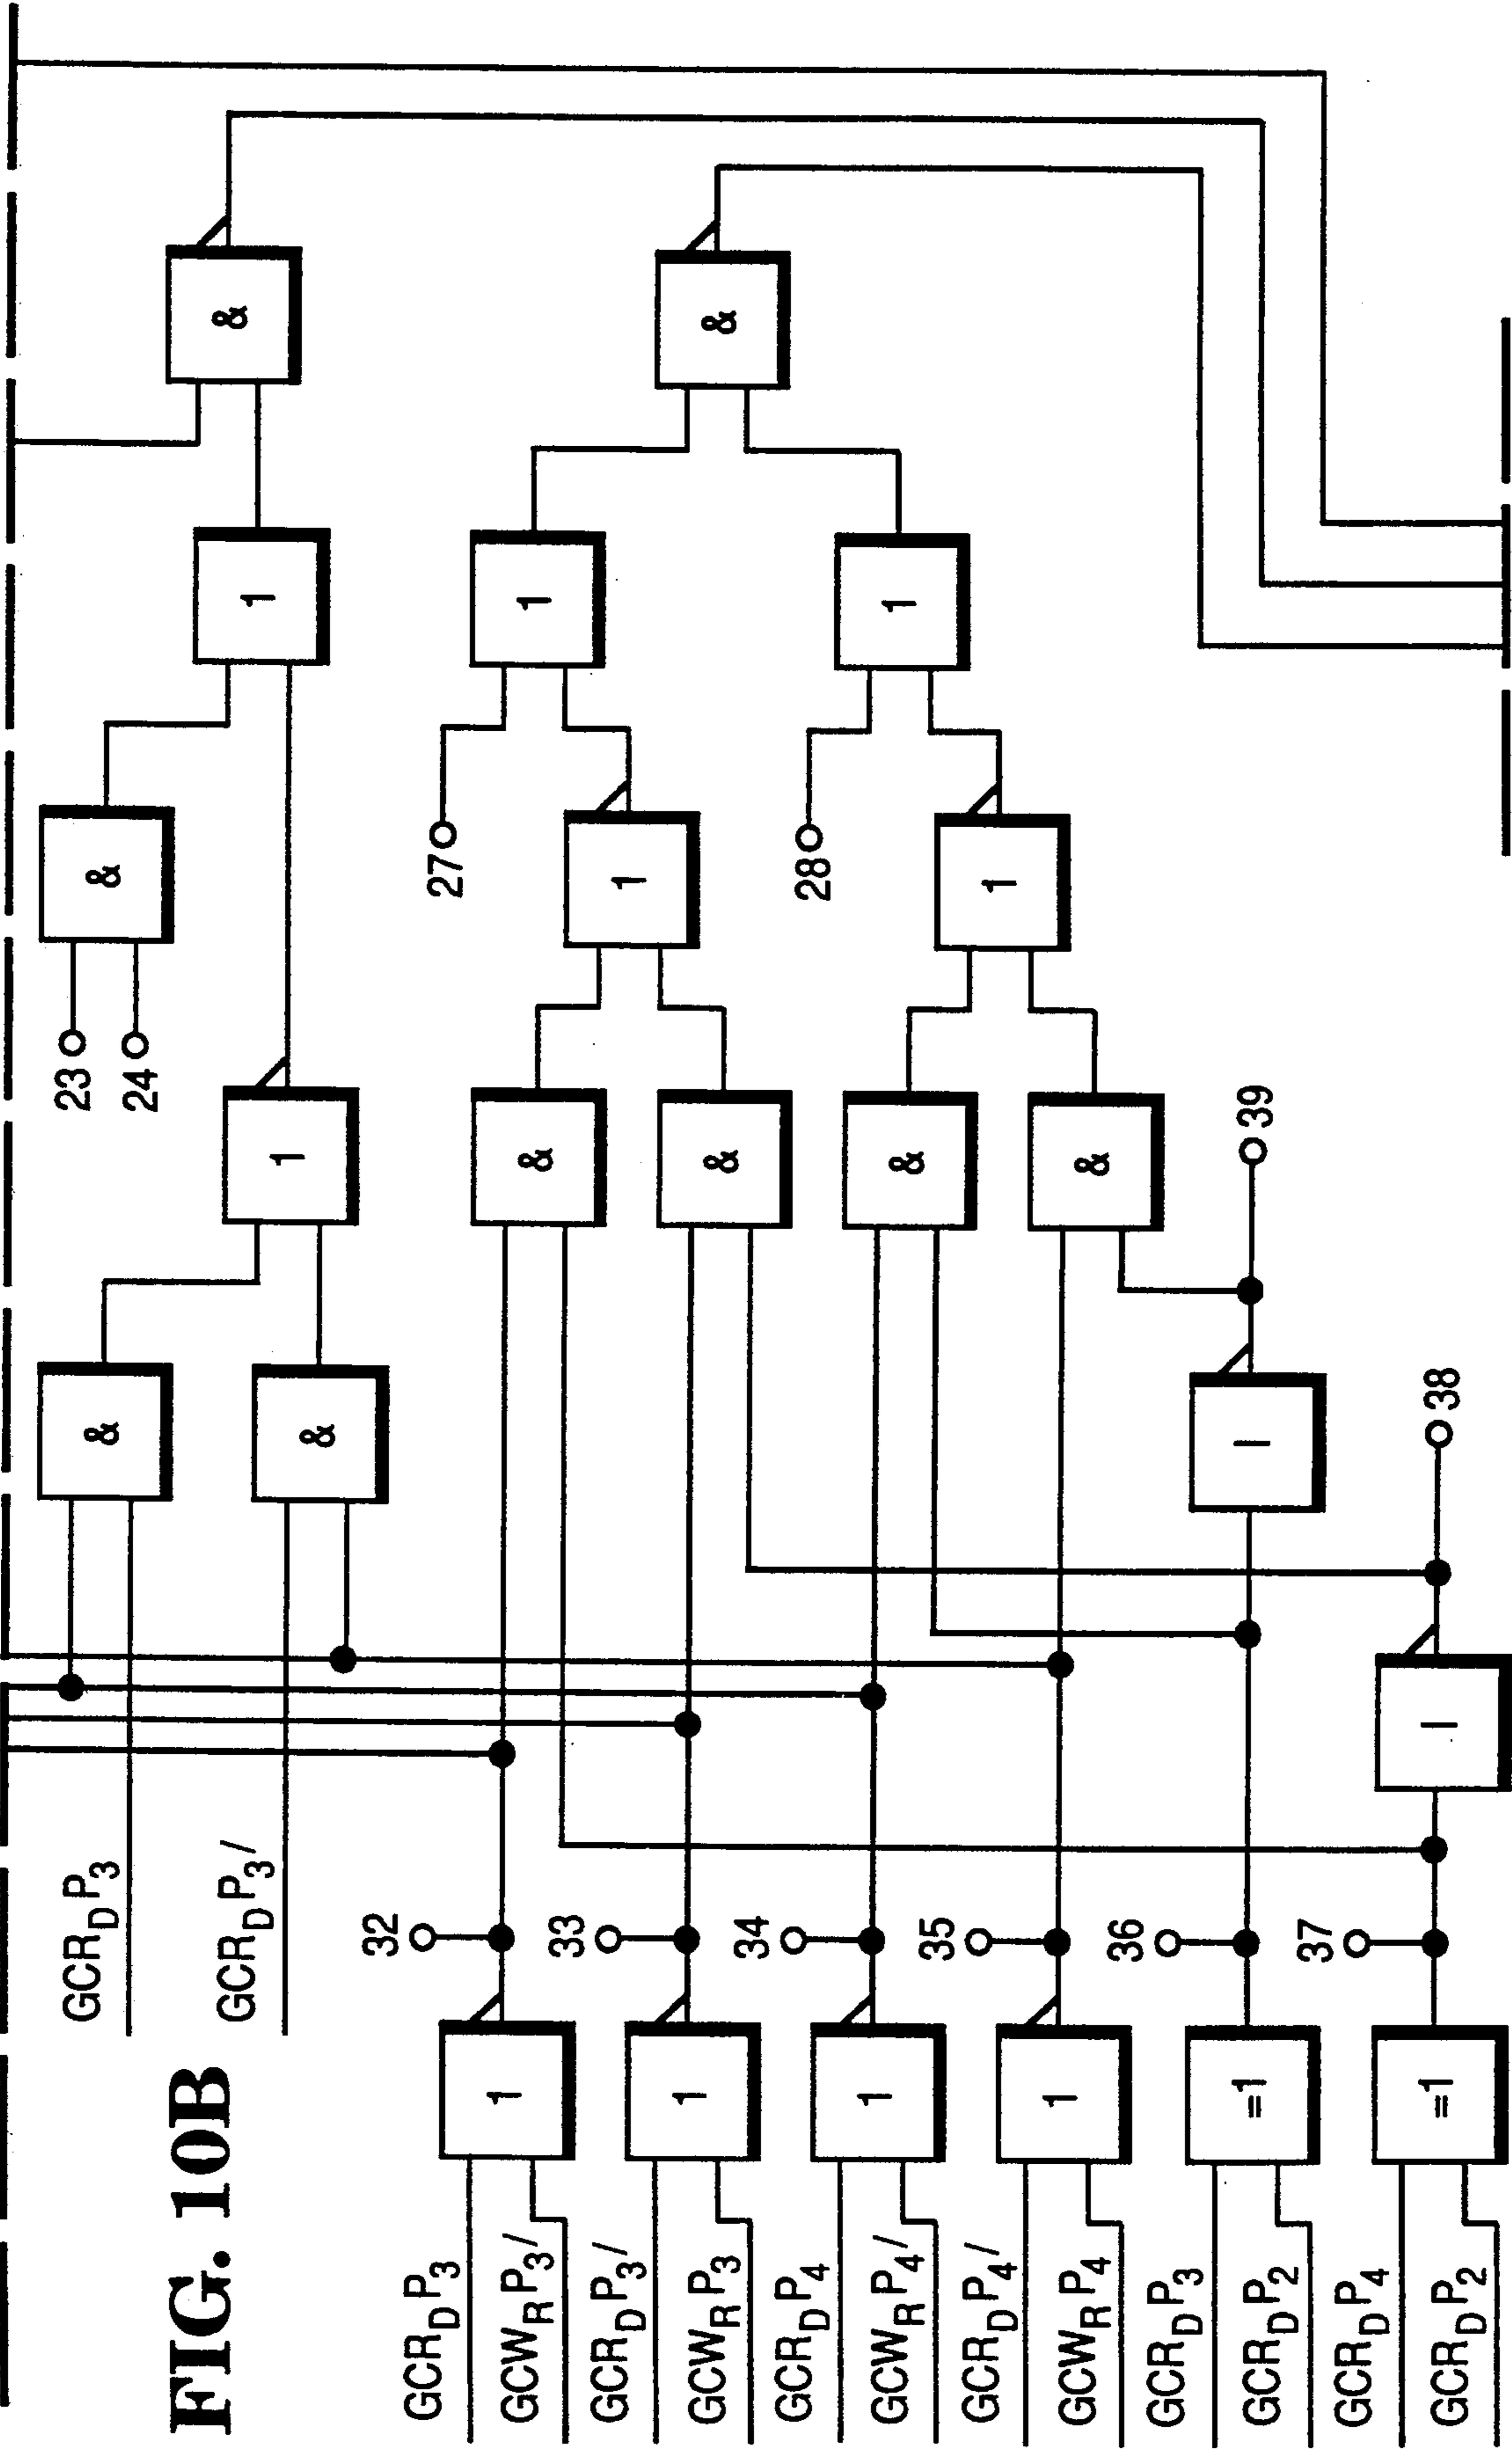 FIG. 10B
GCR_D P_3
GCR_D P_3/
GCR_D P_3
GCW_R P_3/
GCR_D P_3/
GCW_R P_3
GCR_D P_4
GCW_R P_4/
GCR_D P_4/
GCW_R P_4
GCR_D P_3
GCR_D P_2
GCR_D P_4
GCR_D P_2
1
1
1
1
=1
=1
32
33
34
35
36
37
I
38
I
39
&
&
1
&
&
&
&
23
24
&
27
1
28
1
1
1
1
&
&